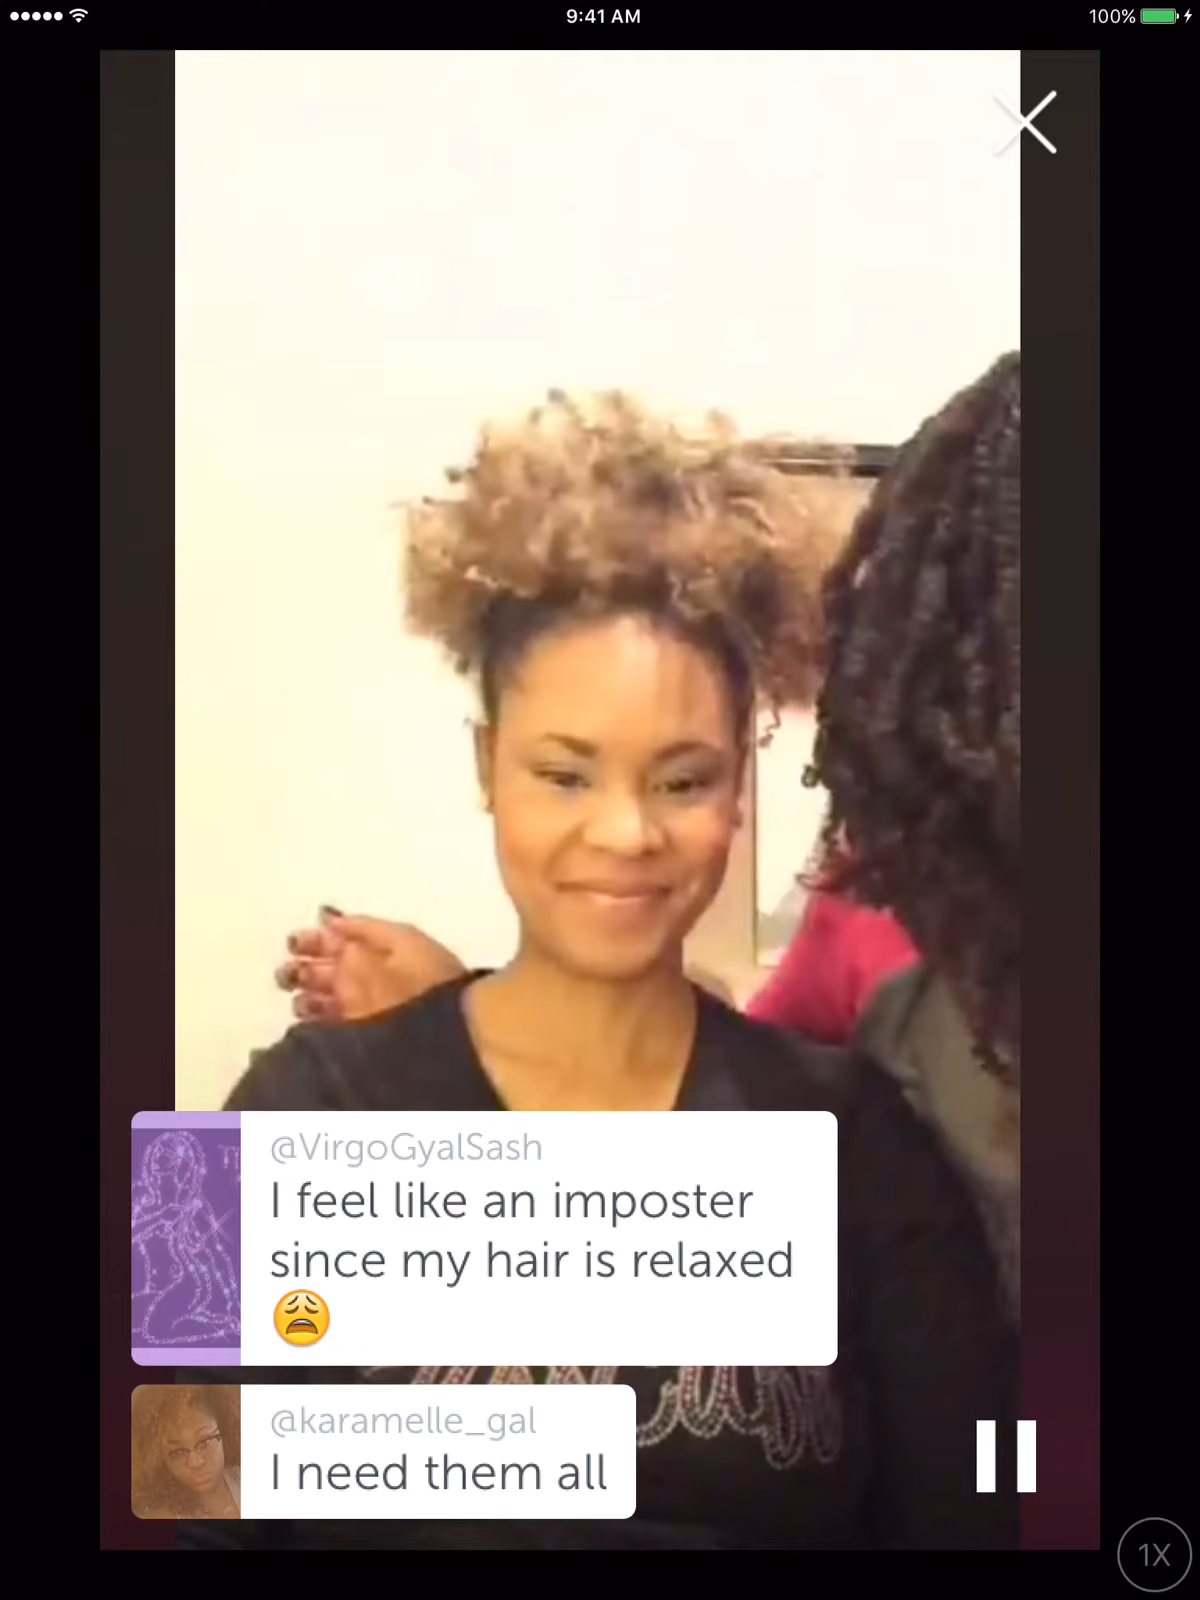 9:41 AM
100%
@VirgoGyalSash
I feel like an imposter
since my hair is relaxed
😩
@karamelle_gal
I need them all
1X